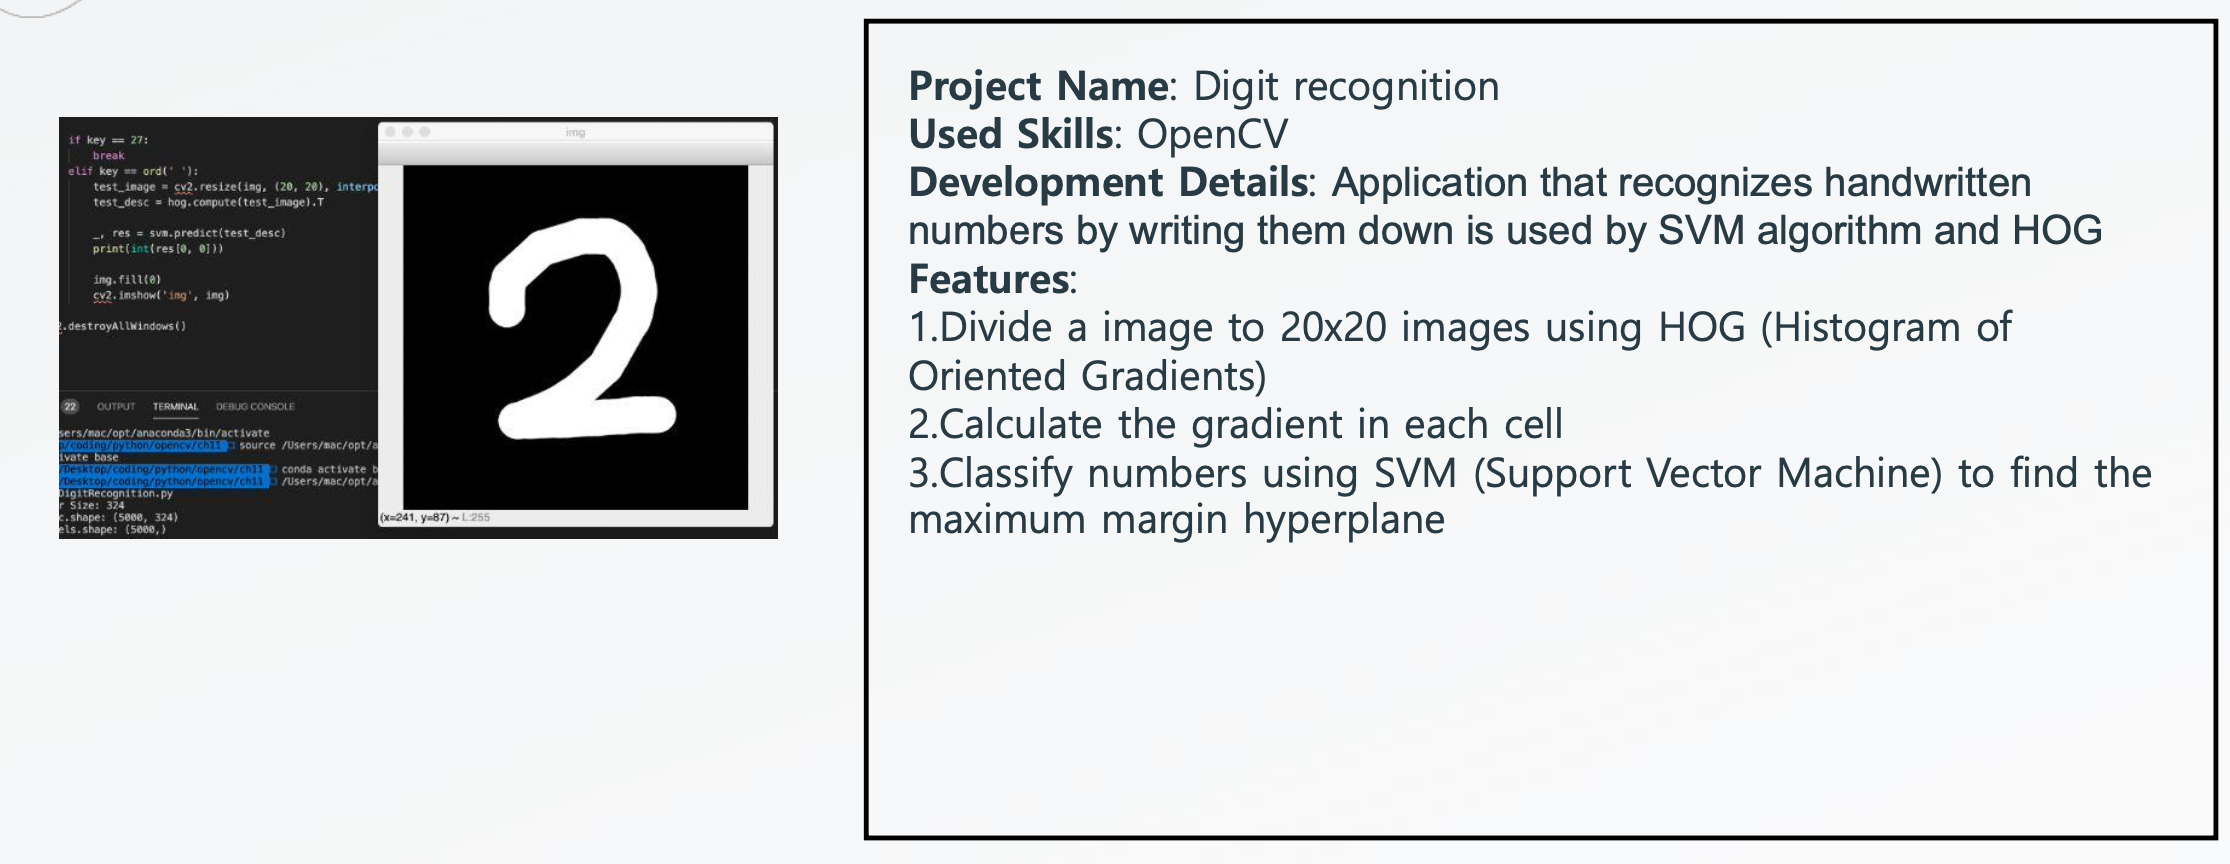 if key == 27:
break
elif key == ord(' '):
test_image = cv2.resize(img, (20, 20), interpo
test_desc = hog.compute(test_image).T
_, res = svm.predict(test_desc)
print(int(res[0, 0]))
img.fill(0)
cv2.imshow('img', img)
.destroyAllWindows()
22 OUTPUT TERMINAL DEBUG CONSOLE
sers/mac/opt/anaconda3/bin/activate
p/coding/python/opencv/ch11 source /Users/mac/opt/a
ivate base
/Desktop/coding/python/opencv/ch11 conda activate b
/Desktop/coding/python/opencv/ch11 /Users/mac/opt/a
DigitRecognition.py
r Size: 324
c.shape: (5000, 324)
els.shape: (5000,)
img
2
(x=241, y=87) ~ L:255
Project Name: Digit recognition
Used Skills: OpenCV
Development Details: Application that recognizes handwritten
numbers by writing them down is used by SVM algorithm and HOG
Features:
1.Divide a image to 20x20 images using HOG (Histogram of
Oriented Gradients)
2.Calculate the gradient in each cell
3.Classify numbers using SVM (Support Vector Machine) to find the
maximum margin hyperplane